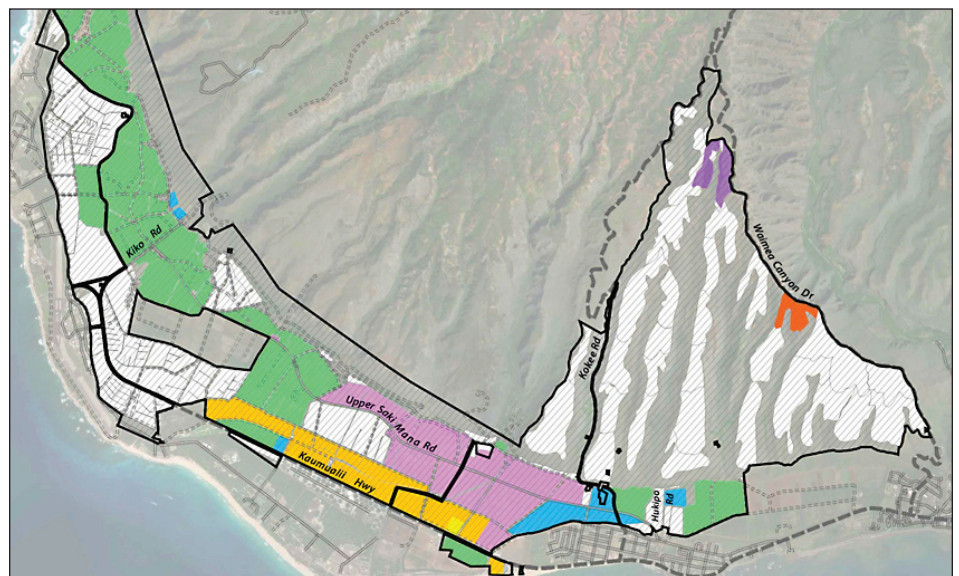 Kiko Rd
Waimea Canyon Dr
Kokee Rd
Upper Saki Mana Rd
Kaumualii Hwy
Hukipo
Rd